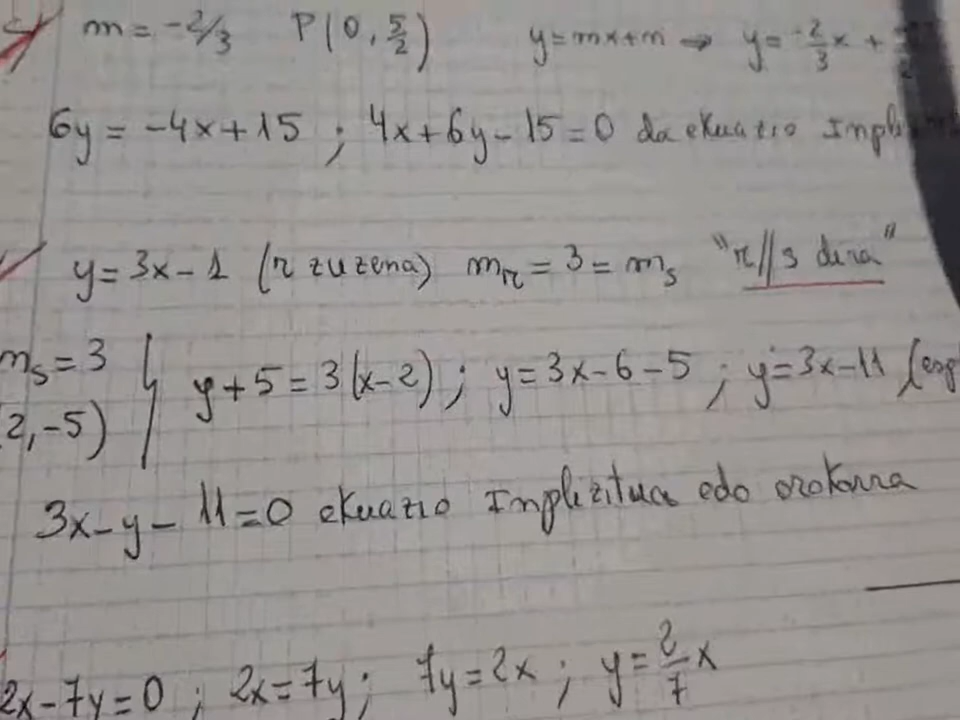 m = -2/3 P(0, 5/2) y = mx + m → y = -2/3 x +
6y = -4x + 15 ; 4x + 6y - 15 = 0 da ekuazio
y = 3x - 1 (r zuzena) m_r = 3 = m_s "r//s dira"
m_s = 3
y + 5 = 3(x - 2) ; y = 3x - 6 - 5 ; y = 3x - 11
2, -5)
3x - y - 11 = 0 ekuazio Inplizitua edo orokorra
2x - 7y = 0 ; 2x = 7y ; 7y = 2x ; y = 2/7 x